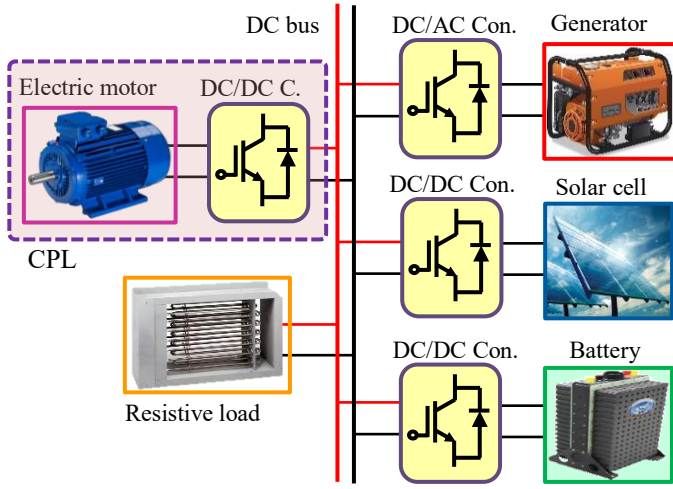 DC bus
DC/AC Con.
Generator
Electric motor
DC/DC C.
DC/DC Con.
Solar cell
CPL
DC/DC Con.
Battery
Resistive load